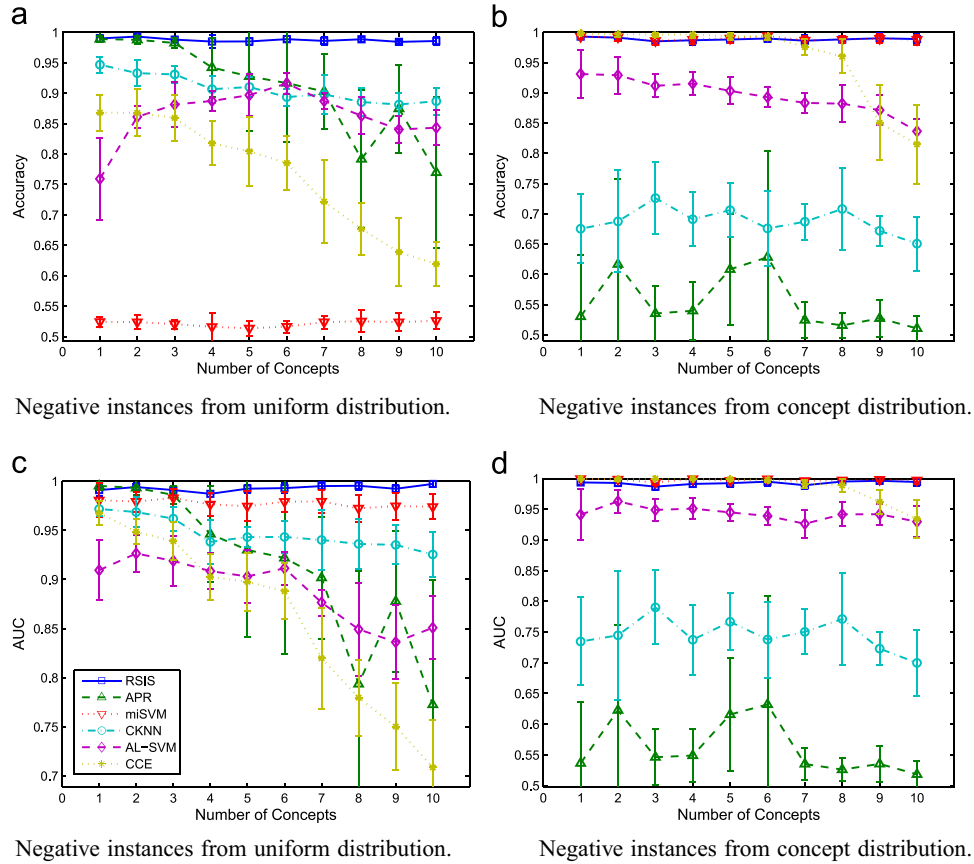 a
1
0.95
0.9
0.85
0.8
0.75
0.7
0.65
0.6
0.55
0.5
Accuracy
0 1 2 3 4 5 6 7 8 9 10
Number of Concepts
Negative instances from uniform distribution.
b
1
0.95
0.9
0.85
0.8
0.75
0.7
0.65
0.6
0.55
0.5
Accuracy
0 1 2 3 4 5 6 7 8 9 10
Number of Concepts
Negative instances from concept distribution.
c
1
0.95
0.9
0.85
0.8
0.75
0.7
AUC
RSIS
APR
miSVM
CKNN
AL-SVM
CCE
0 1 2 3 4 5 6 7 8 9 10
Number of Concepts
Negative instances from uniform distribution.
d
1
0.95
0.9
0.85
0.8
0.75
0.7
0.65
0.6
0.55
0.5
AUC
0 1 2 3 4 5 6 7 8 9 10
Number of Concepts
Negative instances from concept distribution.